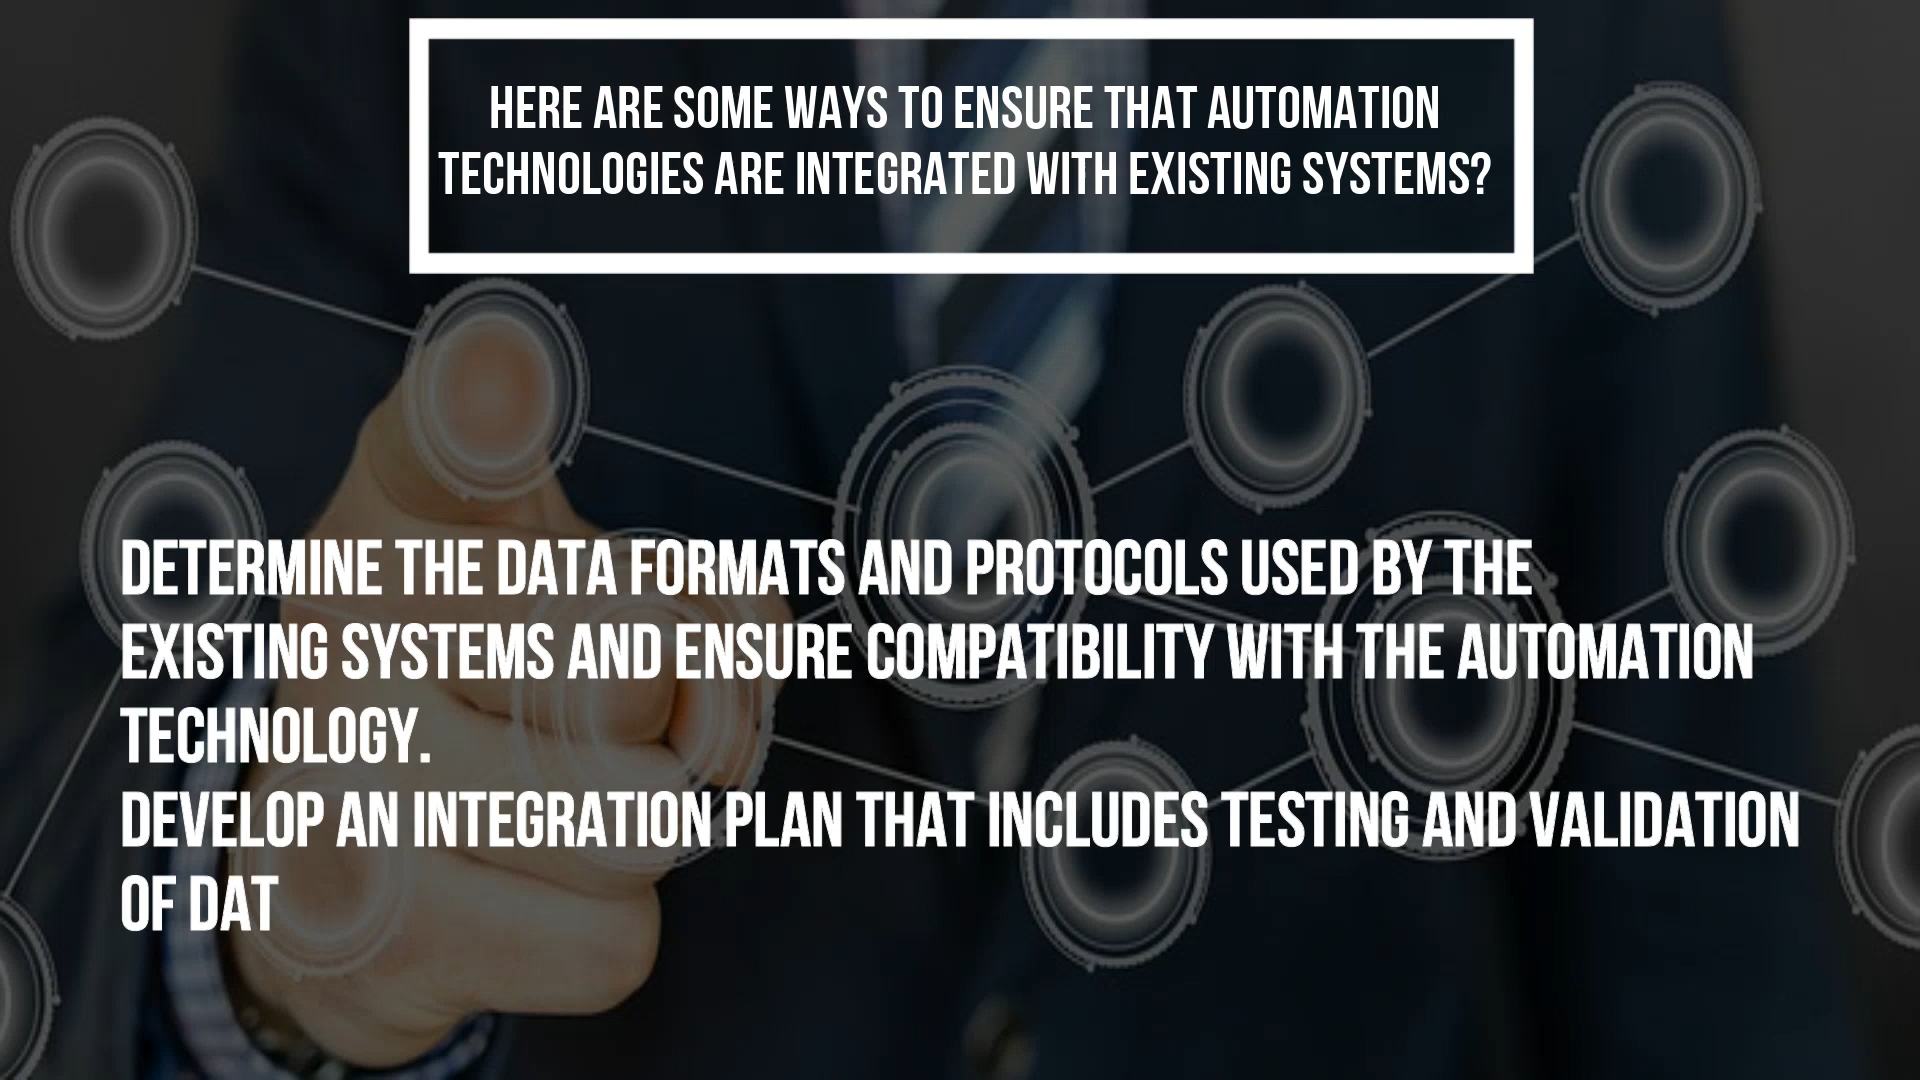 HERE ARE SOME WAYS TO ENSURE THAT AUTOMATION
TECHNOLOGIES ARE INTEGRATED WITH EXISTING SYSTEMS?
DETERMINE THE DATA FORMATS AND PROTOCOLS USED BY THE
EXISTING SYSTEMS AND ENSURE COMPATIBILITY WITH THE AUTOMATION
TECHNOLOGY.
DEVELOP AN INTEGRATION PLAN THAT INCLUDES TESTING AND VALIDATION
OF DAT